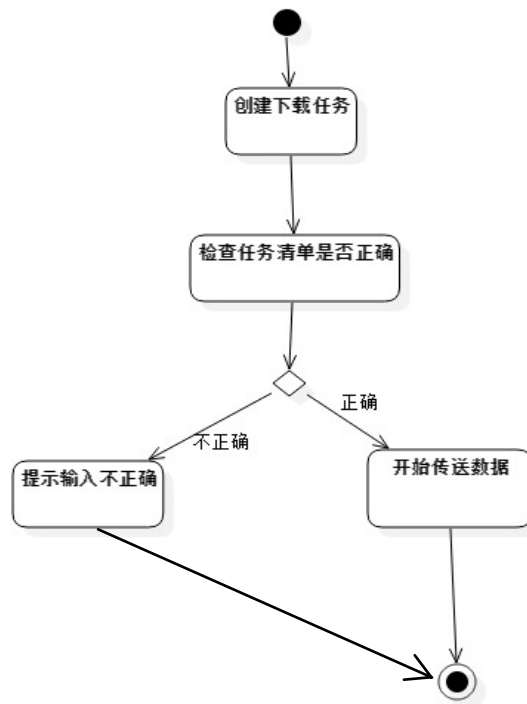 创建下载任务
检查任务清单是否正确
正确
不正确
提示输入不正确
开始传送数据